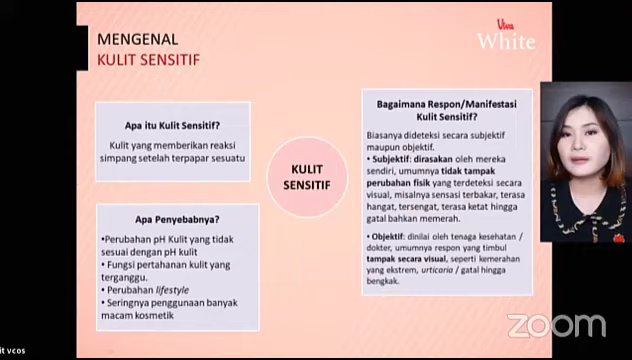 MENGENAL
KULIT SENSITIF
Viva
White
Apa itu Kulit Sensitif?
Kulit yang memberikan reaksi
simpang setelah terpapar sesuatu
Apa Penyebabnya?
•Perubahan pH Kulit yang tidak
sesuai dengan pH kulit
• Fungsi pertahanan kulit yang
terganggu.
• Perubahan lifestyle
• Seringnya penggunaan banyak
macam kosmetik
KULIT
SENSITIF
Bagaimana Respon/Manifestasi
Kulit Sensitif?
Biasanya dideteksi secara subjektif
maupun objektif.
• Subjektif: dirasakan oleh mereka
sendiri, umumnya tidak tampak
perubahan fisik yang terdeteksi secara
visual, misalnya sensasi terbakar, terasa
hangat, tersengat, terasa ketat hingga
gatal bahkan memerah.
• Objektif: dinilai oleh tenaga kesehatan /
dokter, umumnya respon yang timbul
tampak secara visual, seperti kemerahan
yang ekstrem, urticaria / gatal hingga
bengkak.
zoom
it vcos